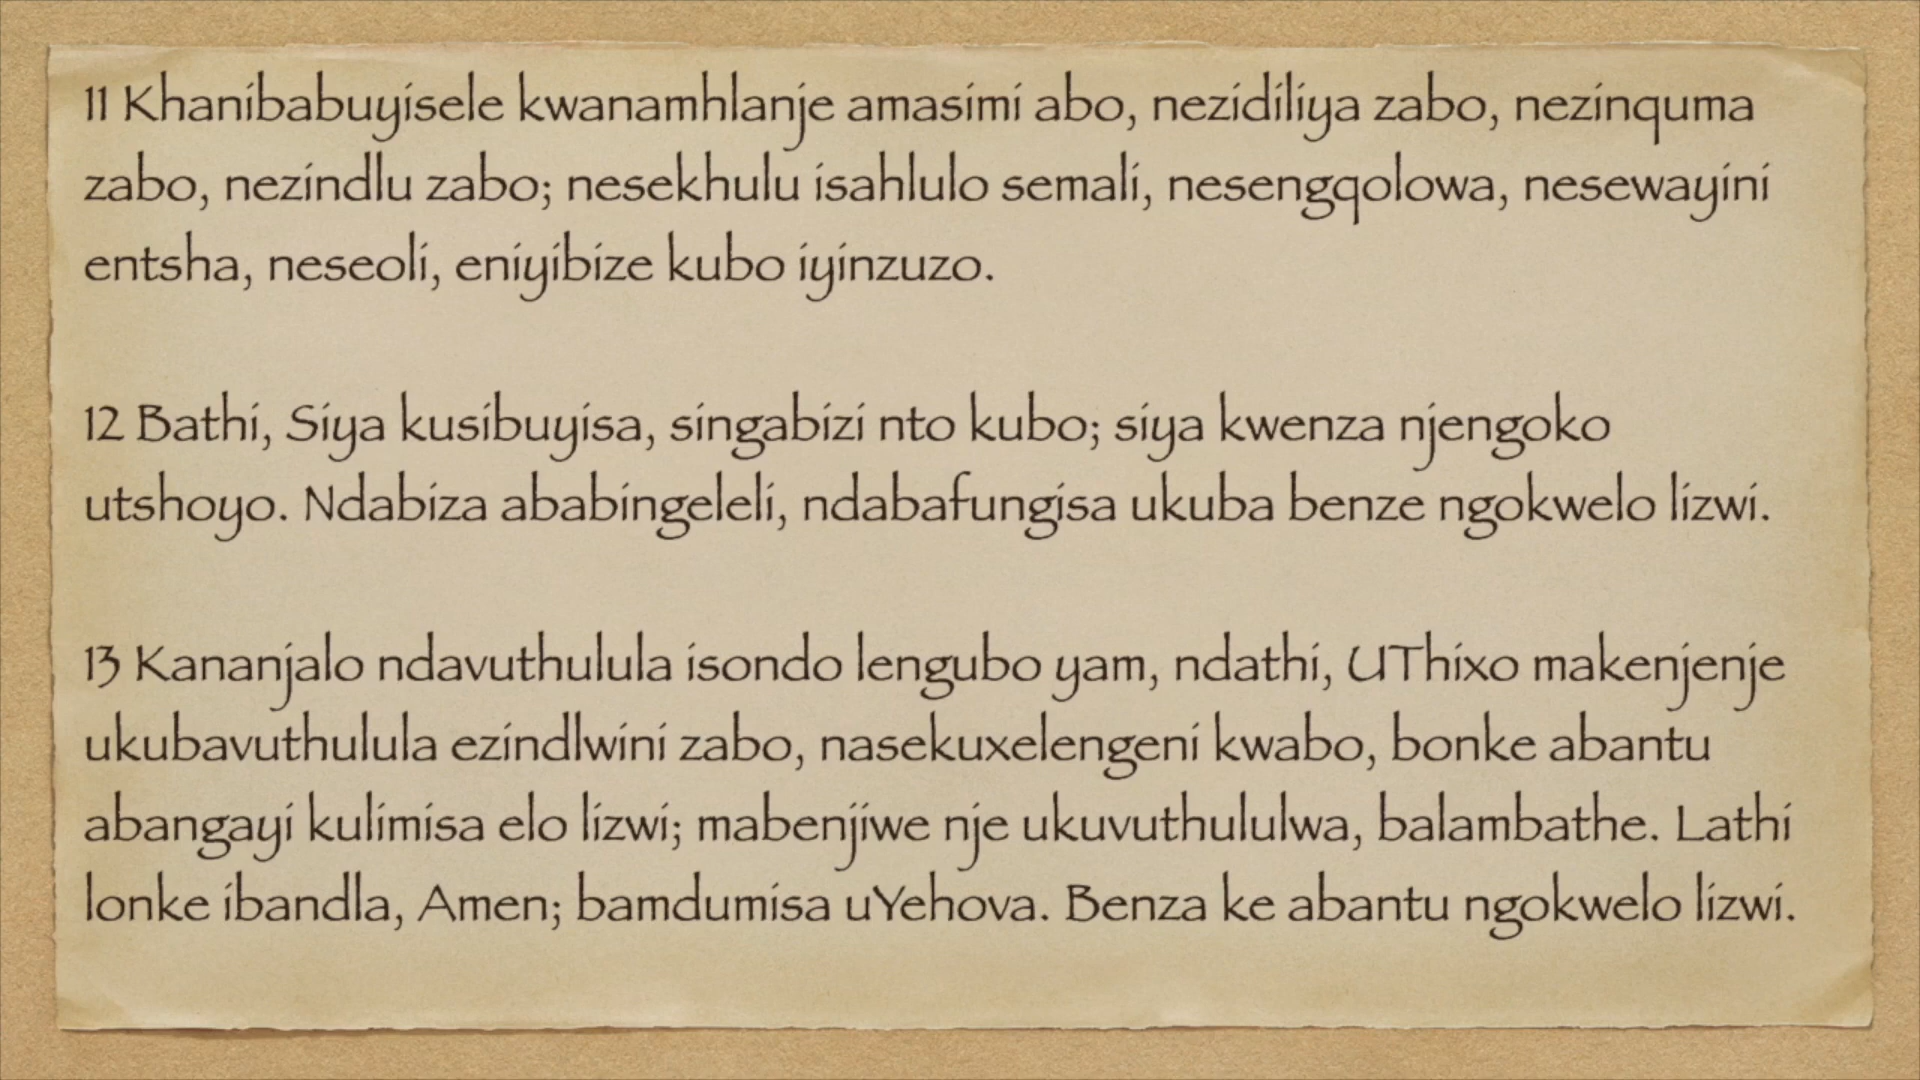 11 Khanibabuyisele kwanamhlanje amasimi abo, nezidiliya zabo, nezinquma
zabo, nezindlu zabo; nesekhulu isahlulo semali, nesengqolowa, nesewayini
entsha, neseoli, eniyibize kubo iyinzuzo.
12 Bathi, Siya kusibuyisa, singabizi nto kubo; siya kwenza njengoko
utshoyo. Ndabiza ababingeleli, ndabafungisa ukuba benze ngokwelo lizwi.
13 Kananjalo ndavuthulula isondo lengubo yam, ndathi, UThixo makenjenje
ukubavuthulula ezindlwini zabo, nasekuxelengeni kwabo, bonke abantu
abangayi kulimisa elo lizwi; mabenjiwe nje ukuvuthululwa, balambathe. Lathi
lonke ibandla, Amen; bamdumisa uYehova. Benza ke abantu ngokwelo lizwi.